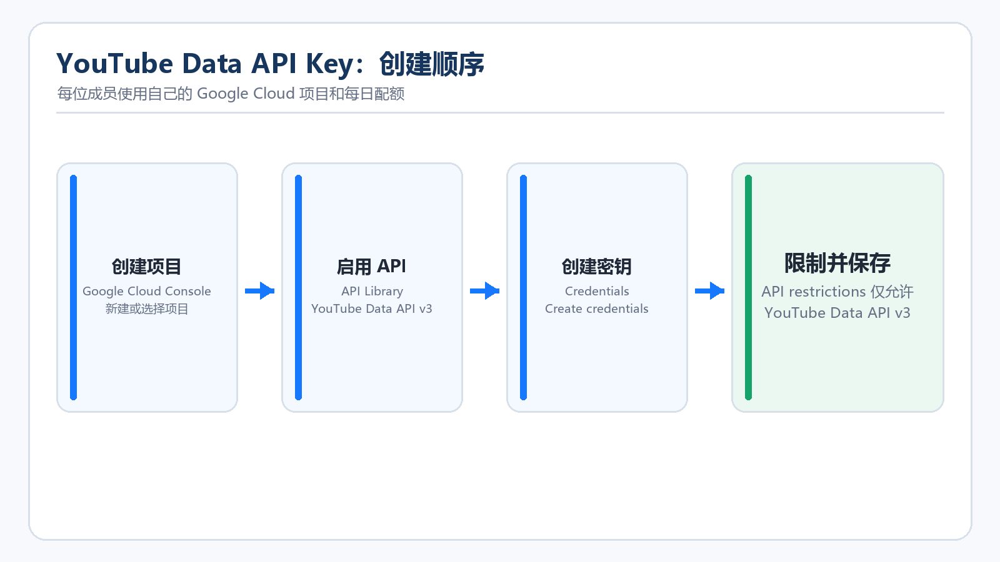 YouTube Data API Key：创建顺序
每位成员使用自己的 Google Cloud 项目和每日配额
创建项目
Google Cloud Console
新建或选择项目
启用 API
API Library
YouTube Data API v3
创建密钥
Credentials
Create credentials
限制并保存
API restrictions 仅允许
YouTube Data API v3